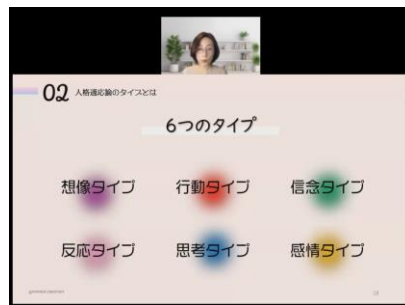 02 人格適応論のタイプとは
6つのタイプ
想像タイプ 行動タイプ 信念タイプ
反応タイプ 思考タイプ 感情タイプ